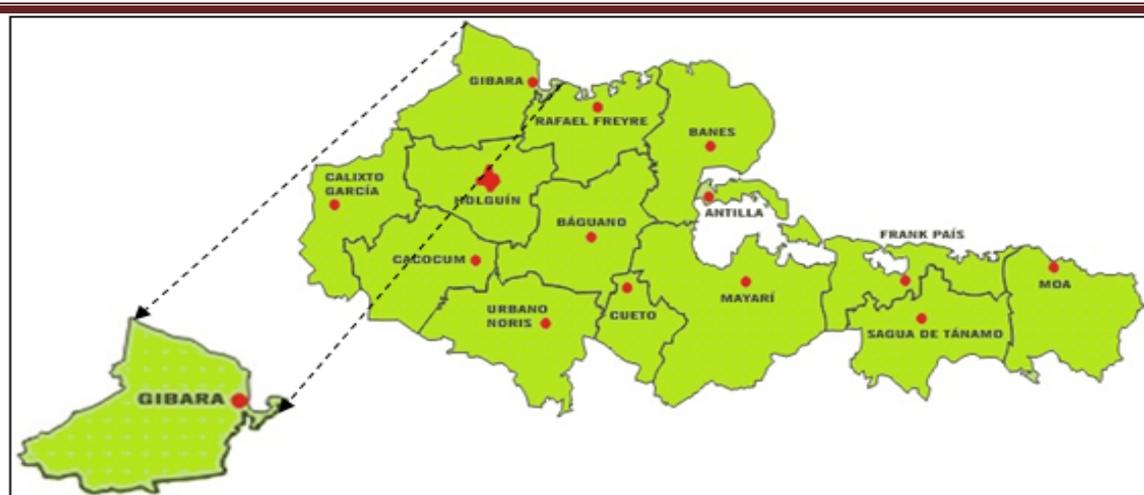 GIBARA
RAFAEL FREYRE
BANES
CALIXTO
GARCÍA
HOLGUÍN
BÁGUANO
ANTILLA
FRANK PAÍS
CACOCUM
MAYARÍ
MOA
URBANO
NORIS
CUETO
SAGUA DE TÁNAMO
GIBARA